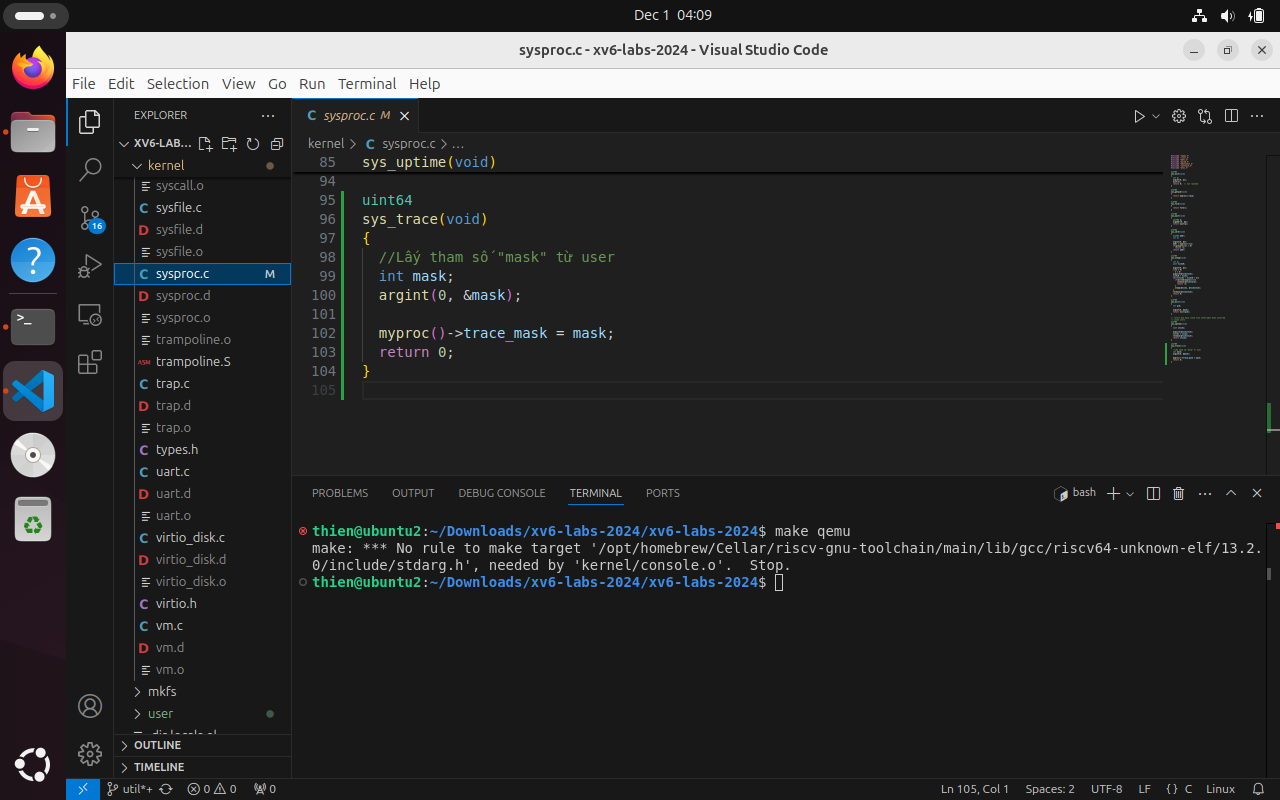 Dec 1 04:09
sysproc.c - xv6-labs-2024 - Visual Studio Code
File Edit Selection View Go Run Terminal Help
EXPLORER
XV6-LAB...
kernel
syscall.o
sysfile.c
sysfile.d
sysfile.o
sysproc.c M
sysproc.d
sysproc.o
trampoline.o
ASM trampoline.S
trap.c
trap.d
trap.o
types.h
uart.c
uart.d
uart.o
virtio_disk.c
virtio_disk.d
virtio_disk.o
virtio.h
vm.c
vm.d
vm.o
mkfs
user
OUTLINE
TIMELINE
16
C sysproc.c M
kernel > C sysproc.c > ...
85 sys_uptime(void)
94
95 uint64
96 sys_trace(void)
97 {
98 //Lấy tham số "mask" từ user
99 int mask;
100 argint(0, &mask);
101
102 myproc()->trace_mask = mask;
103 return 0;
104 }
105
PROBLEMS OUTPUT DEBUG CONSOLE TERMINAL PORTS
bash
thien@ubuntu2:~/Downloads/xv6-labs-2024/xv6-labs-2024$ make qemu
make: *** No rule to make target '/opt/homebrew/Cellar/riscv-gnu-toolchain/main/lib/gcc/riscv64-unknown-elf/13.2.
0/include/stdarg.h', needed by 'kernel/console.o'.  Stop.
thien@ubuntu2:~/Downloads/xv6-labs-2024/xv6-labs-2024$
util*+ 0 0 0 Ln 105, Col 1 Spaces: 2 UTF-8 LF {} C Linux